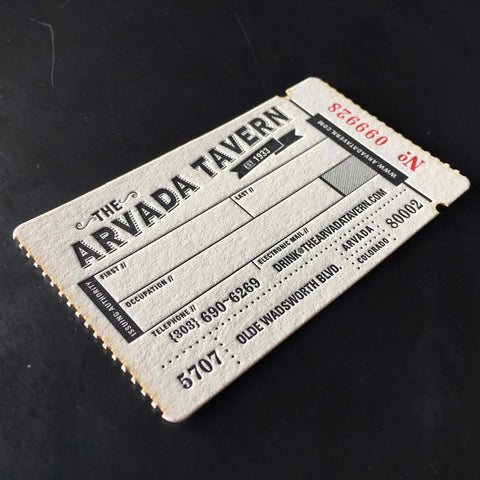 THE
ARVADA TAVERN
EST. 1933
FIRST //
LAST //
OCCUPATION //
ISSUING AUTHORITY
TELEPHONE //
(303) 690-6269
ELECTRONIC MAIL //
DRINK@THEARVADATAVERN.COM
5707
OLDE WADSWORTH BLVD.
ARVADA
COLORADO
80002
WWW.ARVADATAVERN.COM
No 099928